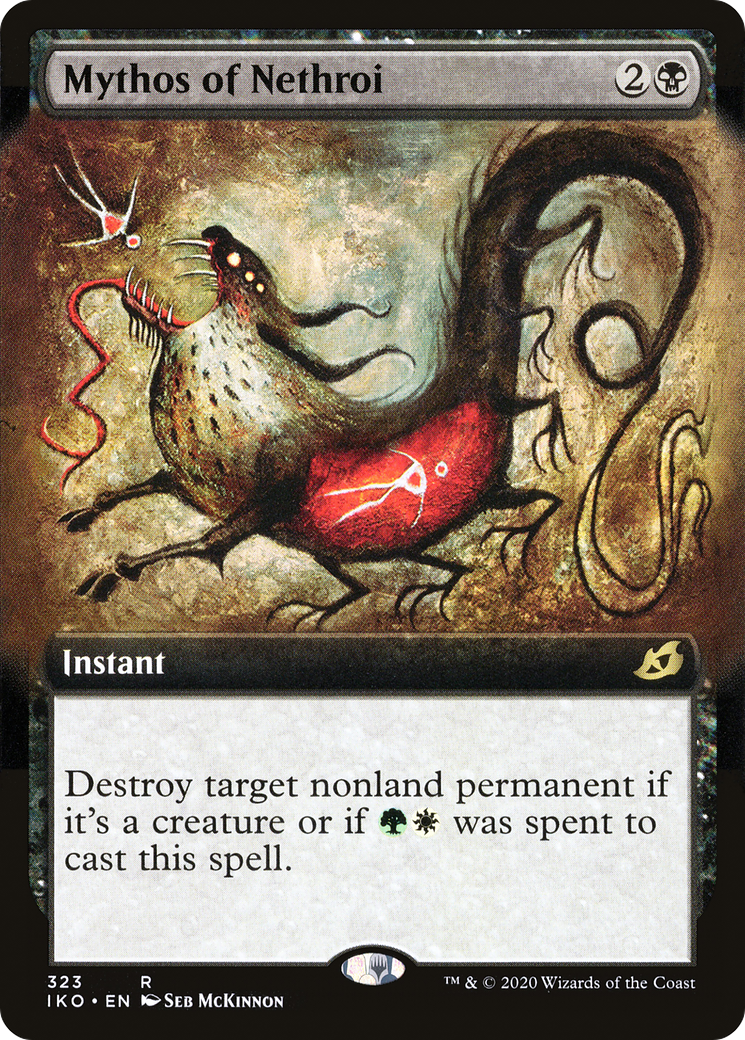 Mythos of Nethroi 2
Instant
Destroy target nonland permanent if
it's a creature or if was spent to
cast this spell.
323 R
IKO • EN Seb McKinnon
™ & © 2020 Wizards of the Coast